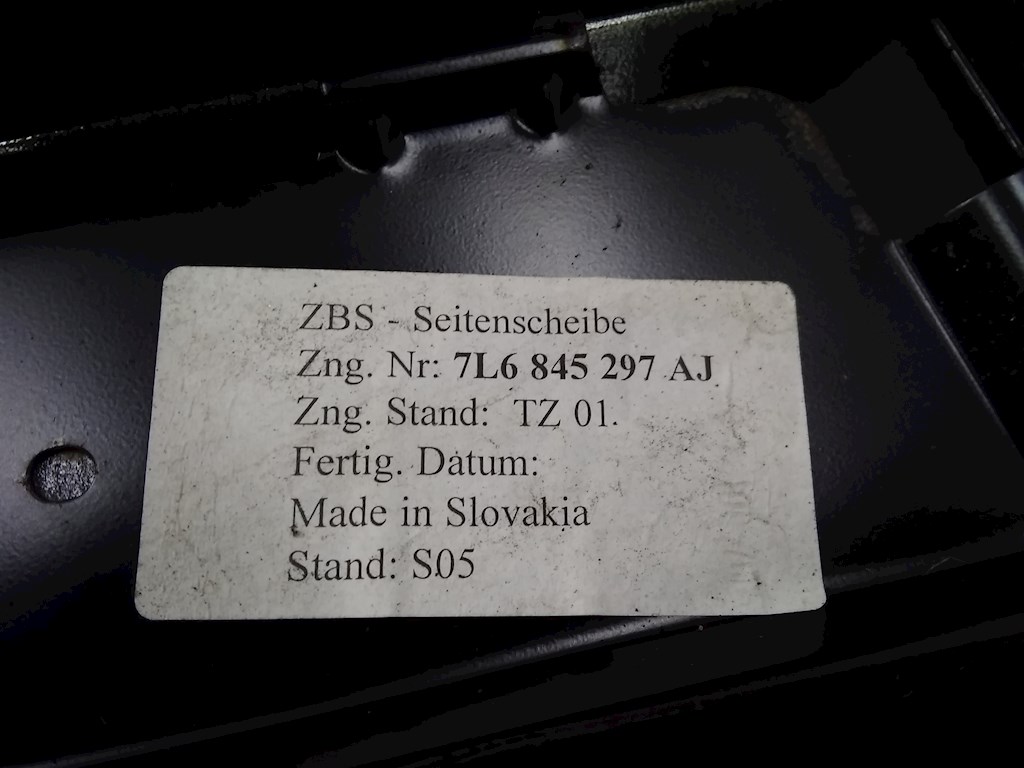 ZBS - Seitenscheibe
Zng. Nr: 7L6 845 297 AJ
Zng. Stand: TZ 01.
Fertig. Datum:
Made in Slovakia
Stand: S05